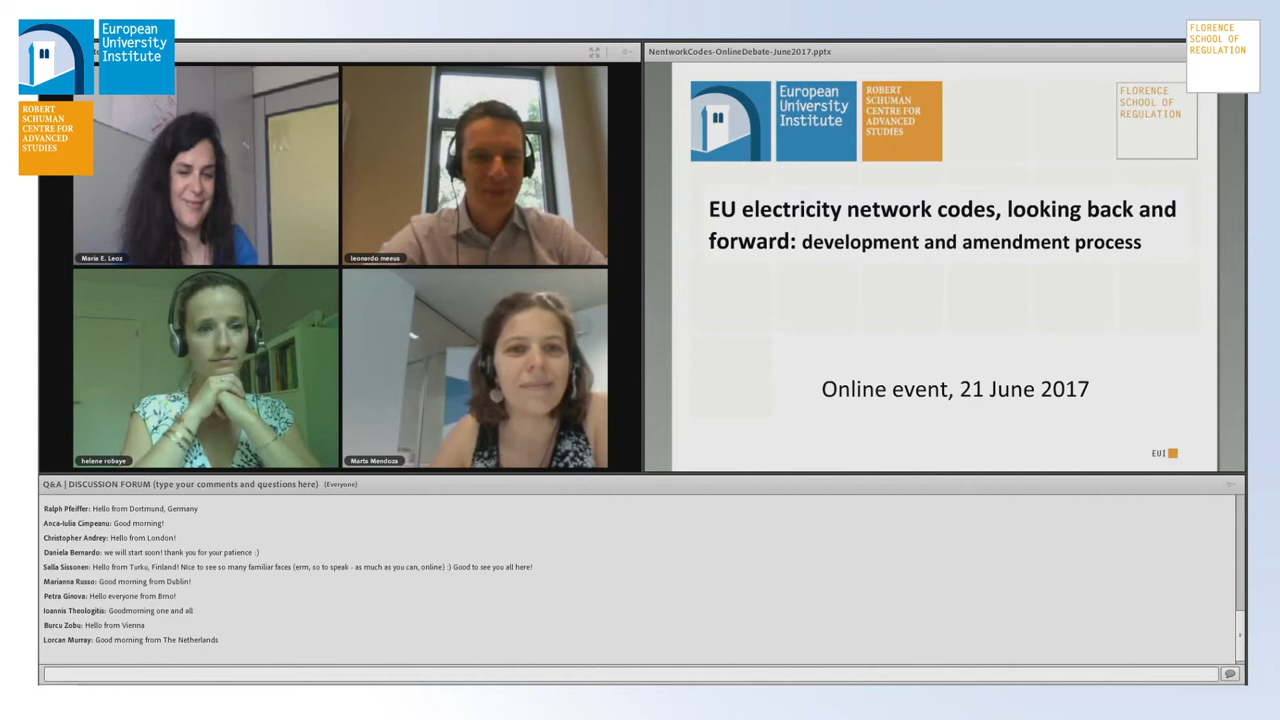 European
University
Institute
ROBERT
SCHUMAN
CENTRE FOR
ADVANCED
STUDIES
FLORENCE
SCHOOL OF
REGULATION
NentworkCodes-OnlineDebate-June2017.pptx
Maria E. Leoz
leonardo meeus
helene robaye
Marta Mendoza
European
University
Institute
ROBERT
SCHUMAN
CENTRE FOR
ADVANCED
STUDIES
FLORENCE
SCHOOL OF
REGULATION
EU electricity network codes, looking back and
forward: development and amendment process
Online event, 21 June 2017
EUI
Q&A | DISCUSSION FORUM (type your comments and questions here) (Everyone)
Ralph Pfeiffer: Hello from Dortmund, Germany
Anca-Iulia Cimpeanu: Good morning!
Christopher Andrey: Hello from London!
Daniela Bernardo: we will start soon! thank you for your patience :)
Salla Sissonen: Hello from Turku, Finland! Nice to see so many familiar faces (erm, so to speak - as much as you can, online) :) Good to see you all here!
Marianna Russo: Good morning from Dublin!
Petra Ginova: Hello everyone from Brno!
Ioannis Theologitis: Goodmorning one and all
Burcu Zobu: Hello from Vienna
Lorcan Murray: Good morning from The Netherlands